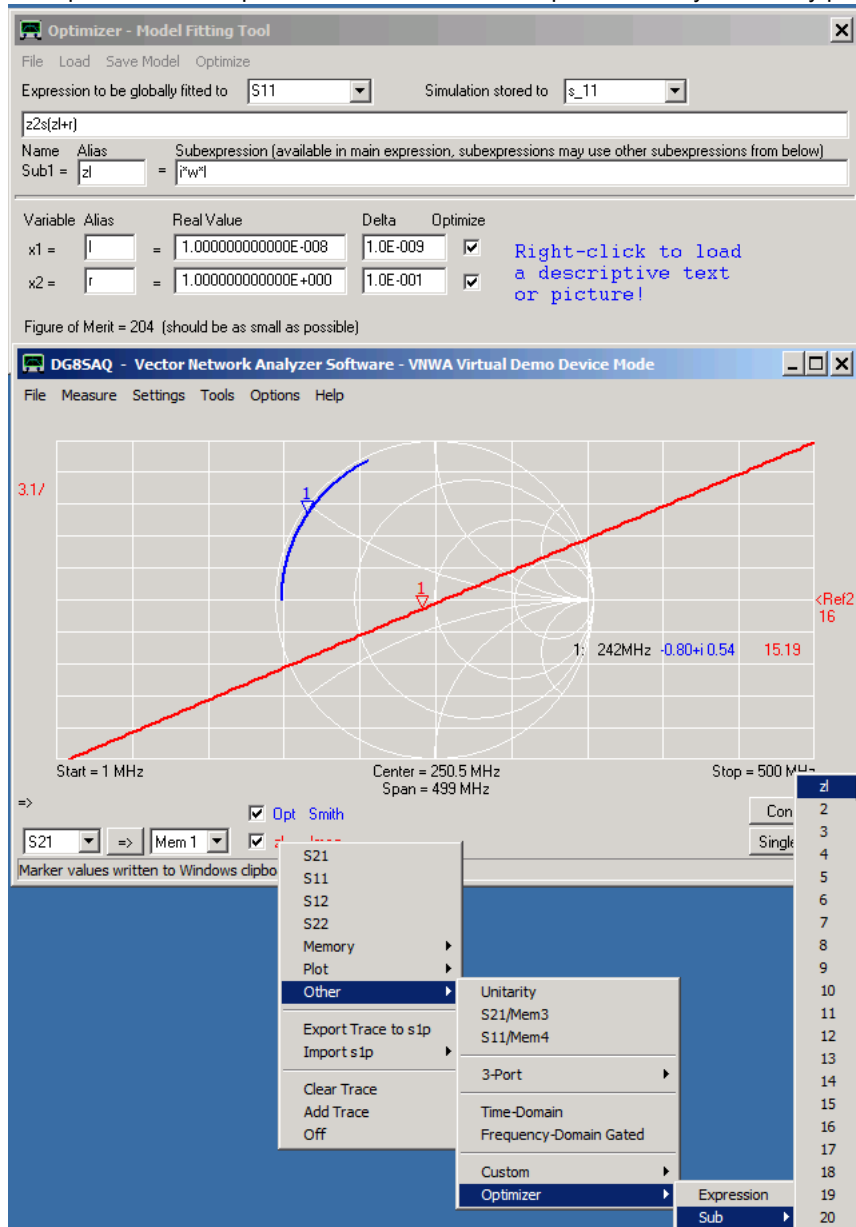 Optimizer - Model Fitting Tool
File Load Save Model Optimize
Expression to be globally fitted to S11 Simulation stored to s_11
z2s(zl+r)
Name Alias Subexpression (available in main expression, subexpressions may use other subexpressions from below)
Sub1 = zl = i*w*l
Variable Alias Real Value Delta Optimize
x1 = l = 1.000000000000E-008 1.0E-009
x2 = r = 1.000000000000E+000 1.0E-001
Right-click to load
a descriptive text
or picture!
Figure of Merit = 204 (should be as small as possible)
DG8SAQ - Vector Network Analyzer Software - VNWA Virtual Demo Device Mode
File Measure Settings Tools Options Help
3.1/
1
1
<Ref2
16
1: 242MHz -0.80+i 0.54 15.19
Start = 1 MHz Center = 250.5 MHz Stop = 500 MHz
Span = 499 MHz
=>
Opt Smith
Con
S21 => Mem 1 zl Imag
Single
Marker values written to Windows clipbo
S21
S11
S12
S22
Memory
Plot
Other
Export Trace to s1p
Import s1p
Clear Trace
Add Trace
Off
Unitarity
S21/Mem3
S11/Mem4
3-Port
Time-Domain
Frequency-Domain Gated
Custom
Optimizer
Expression
Sub
zl
2
3
4
5
6
7
8
9
10
11
12
13
14
15
16
17
18
19
20